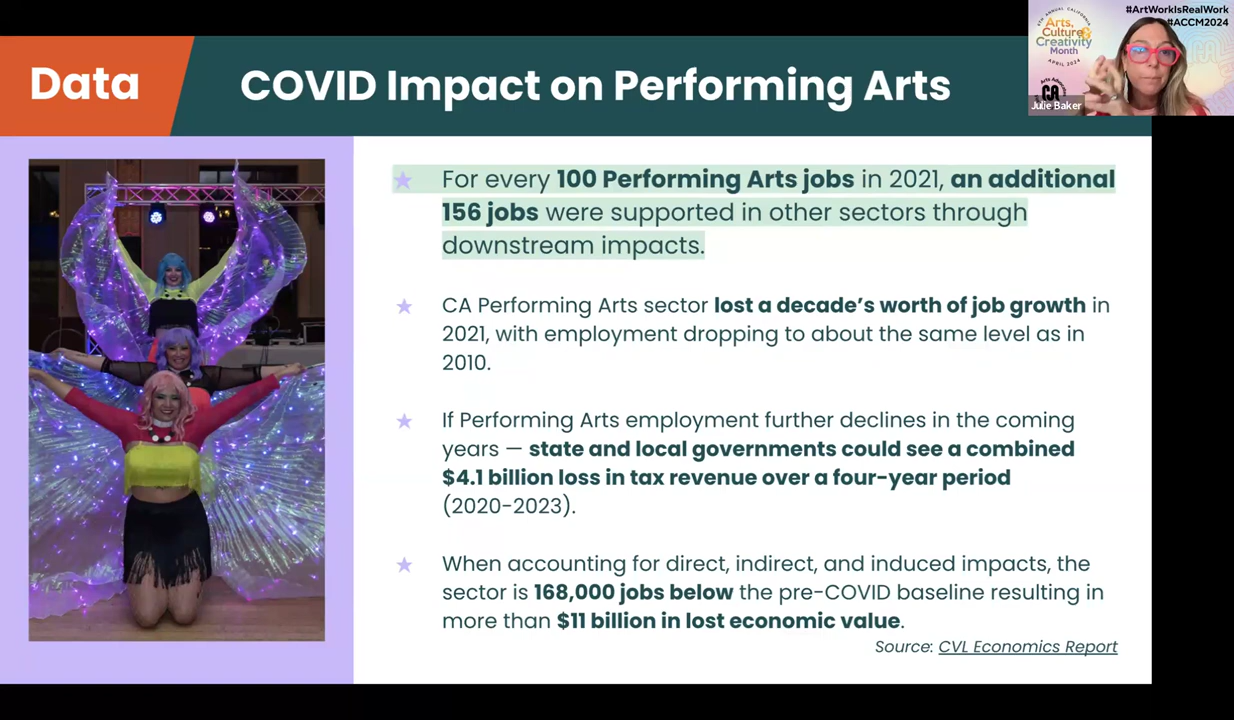 Data
COVID Impact on Performing Arts
For every 100 Performing Arts jobs in 2021, an additional
156 jobs were supported in other sectors through
downstream impacts.
CA Performing Arts sector lost a decade's worth of job growth in
2021, with employment dropping to about the same level as in
2010.
If Performing Arts employment further declines in the coming
years — state and local governments could see a combined
$4.1 billion loss in tax revenue over a four-year period
(2020-2023).
When accounting for direct, indirect, and induced impacts, the
sector is 168,000 jobs below the pre-COVID baseline resulting in
more than $11 billion in lost economic value.
Source: CVL Economics Report
#ArtWorkIsRealWork
#ACCM2024
ANNUAL CALIFORNIA
Arts,
Culture &
Creativity
Month
APRIL 2024
CA
Julie Baker